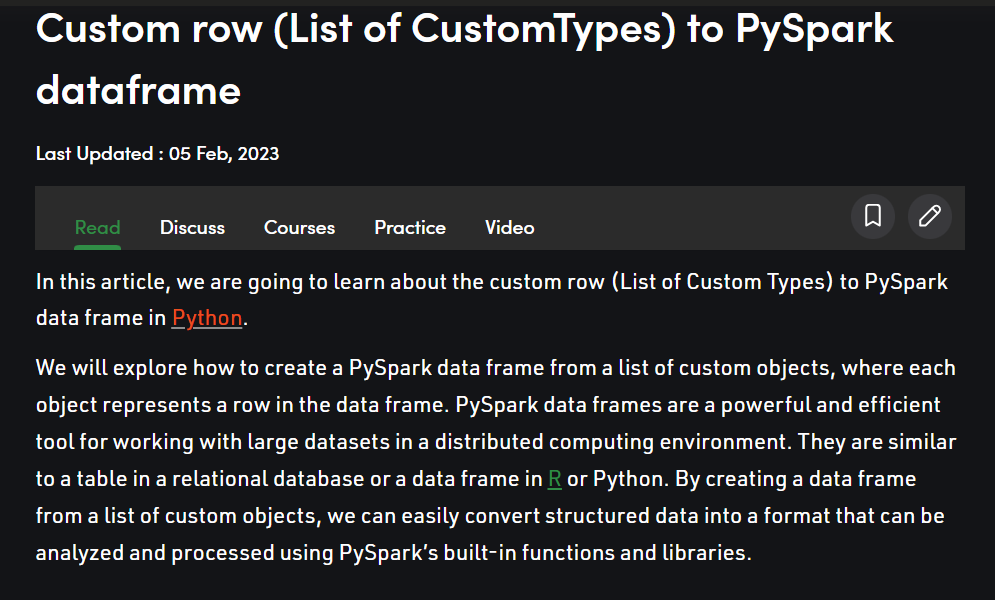 Custom row (List of CustomTypes) to PySpark
dataframe
Last Updated : 05 Feb, 2023
Read Discuss Courses Practice Video
In this article, we are going to learn about the custom row (List of Custom Types) to PySpark
data frame in Python.
We will explore how to create a PySpark data frame from a list of custom objects, where each
object represents a row in the data frame. PySpark data frames are a powerful and efficient
tool for working with large datasets in a distributed computing environment. They are similar
to a table in a relational database or a data frame in R or Python. By creating a data frame
from a list of custom objects, we can easily convert structured data into a format that can be
analyzed and processed using PySpark’s built-in functions and libraries.